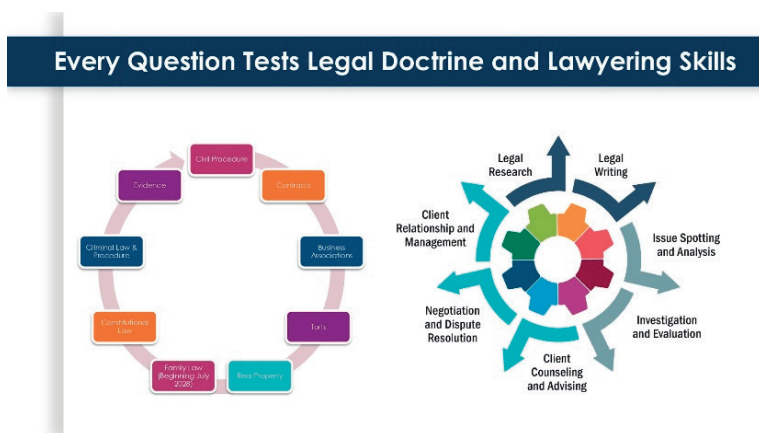 Every Question Tests Legal Doctrine and Lawyering Skills
Civil Procedure
Contracts
Business
Associations
Torts
Real Property
Family Law
(Beginning July
2028)
Constitutional
Law
Criminal Law &
Procedure
Evidence
Legal
Research
Legal
Writing
Issue Spotting
and Analysis
Investigation
and Evaluation
Client
Counseling
and Advising
Negotiation
and Dispute
Resolution
Client
Relationship and
Management